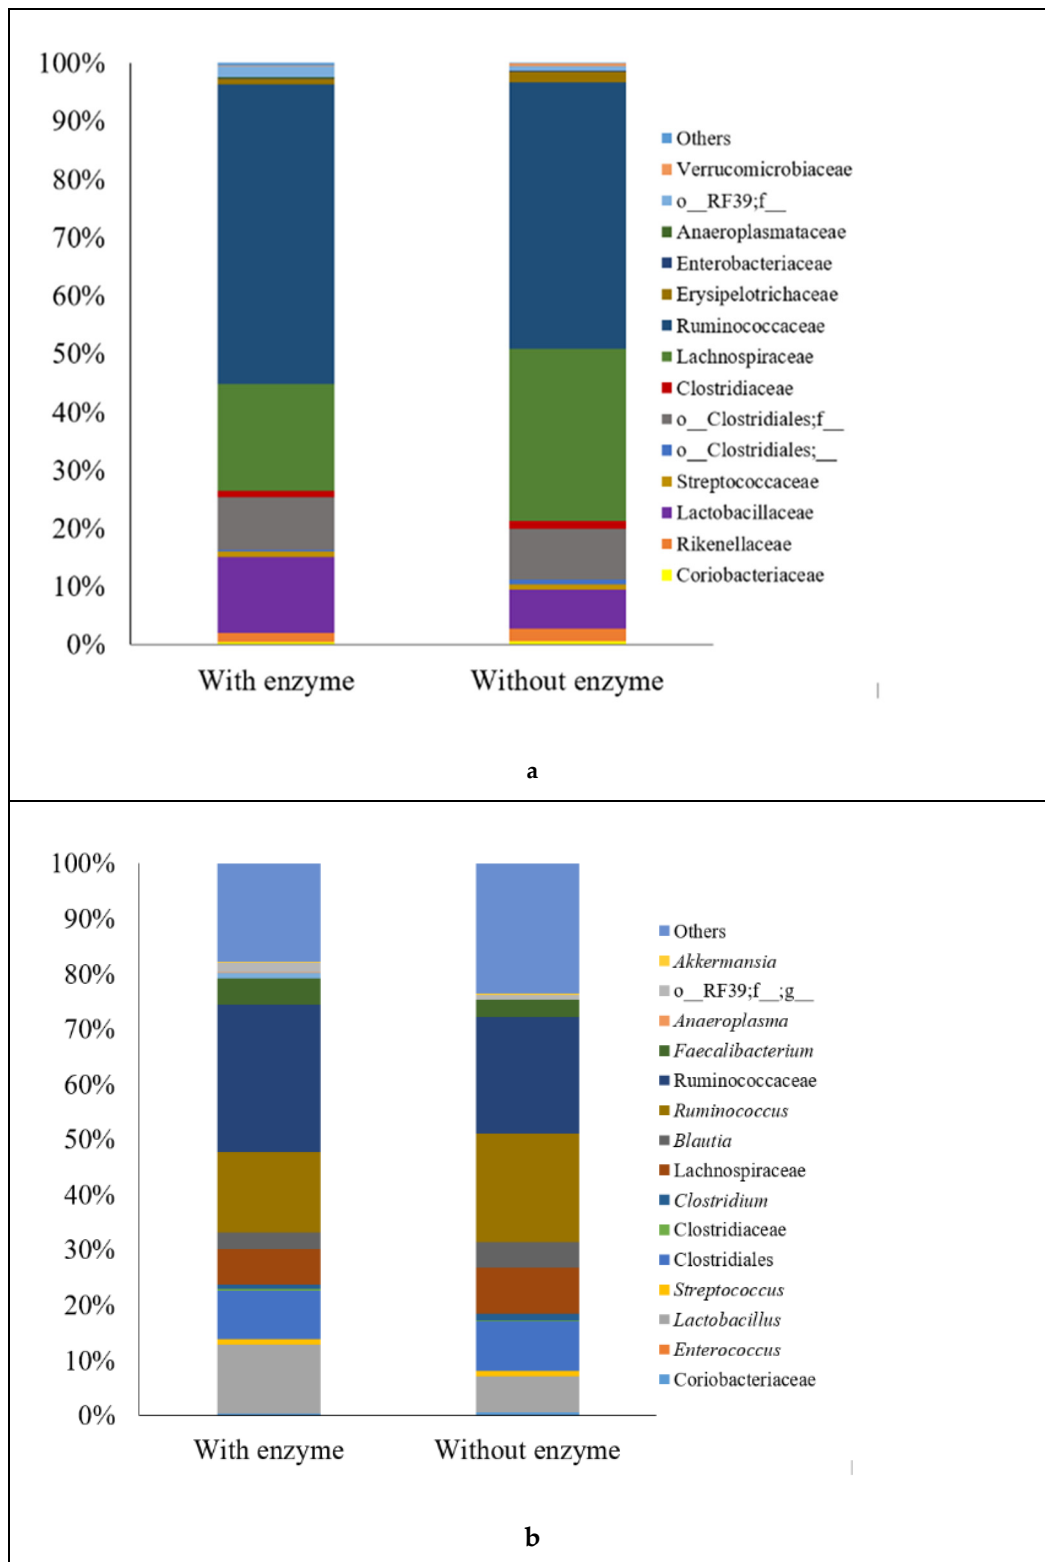 100%
90%
80%
70%
60%
50%
40%
30%
20%
10%
0%
With enzyme
Without enzyme
Others
Verrucomicrobiaceae
o__RF39;f__
Anaeroplasmataceae
Enterobacteriaceae
Erysipelotrichaceae
Ruminococcaceae
Lachnospiraceae
Clostridiaceae
o__Clostridiales;f__
o__Clostridiales;__
Streptococcaceae
Lactobacillaceae
Rikenellaceae
Coriobacteriaceae
a
100%
90%
80%
70%
60%
50%
40%
30%
20%
10%
0%
With enzyme
Without enzyme
Others
Akkermansia
o__RF39;f__;g__
Anaeroplasma
Faecalibacterium
Ruminococcaceae
Ruminococcus
Blautia
Lachnospiraceae
Clostridium
Clostridiaceae
Clostridiales
Streptococcus
Lactobacillus
Enterococcus
Coriobacteriaceae
b